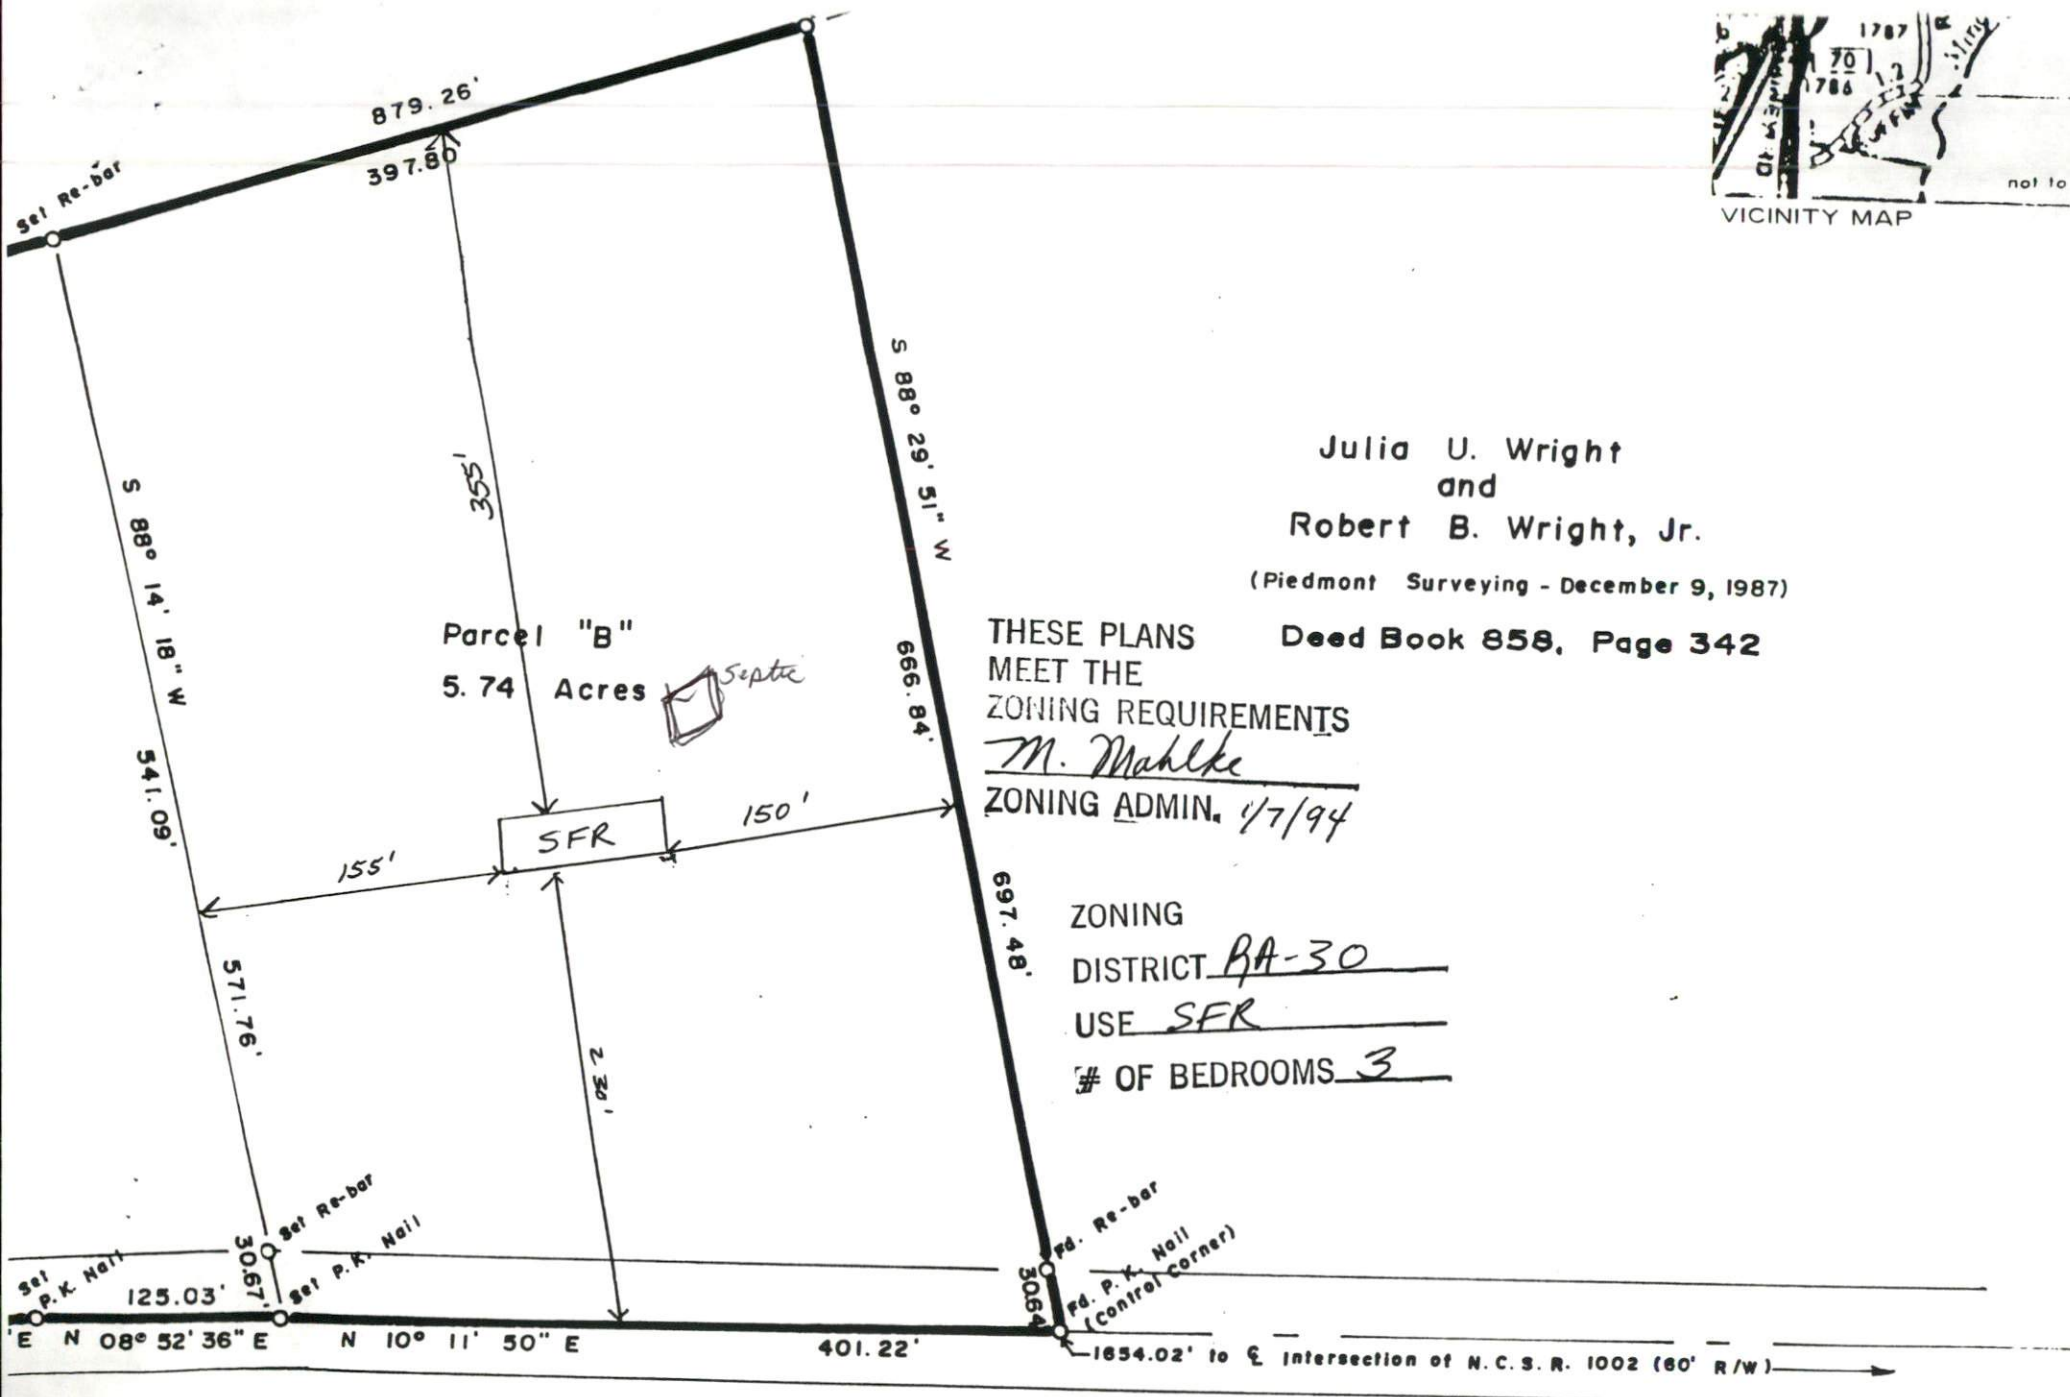 879.26'
397.80'
Set Re-bar
1787
70
1786
not to
VICINITY MAP
S 88° 29' 51" W
666.84'
697.48'
355'
S 88° 14' 18" W
541.09'
571.76'
Julia U. Wright
and
Robert B. Wright, Jr.
(Piedmont Surveying - December 9, 1987)
Deed Book 858, Page 342
Parcel "B"
5.74 Acres
Septic
THESE PLANS
MEET THE
ZONING REQUIREMENTS
M. Mahlke
ZONING ADMIN. 1/7/94
SFR
150'
155'
230'
ZONING
DISTRICT RA-30
USE SFR
# OF BEDROOMS 3
Set Re-bar
Set P.K. Nail
30.67'
Set
P.K. Nail
125.03'
Fd. Re-bar
Fd. P.K. Nail
(Control Corner)
30.64'
'E N 08° 52' 36" E
N 10° 11' 50" E
401.22'
1654.02' to ℄ Intersection of N.C.S.R. 1002 (60' R/W)